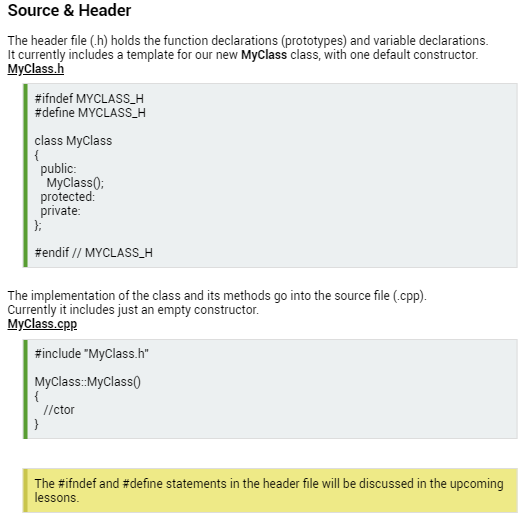 Source & Header
The header file (.h) holds the function declarations (prototypes) and variable declarations.
It currently includes a template for our new MyClass class, with one default constructor.
MyClass.h
#ifndef MYCLASS_H
#define MYCLASS_H
class MyClass
{
public:
MyClass();
protected:
private:
};
#endif // MYCLASS_H
The implementation of the class and its methods go into the source file (.cpp).
Currently it includes just an empty constructor.
MyClass.cpp
#include "MyClass.h"
MyClass::MyClass()
{
//ctor
}
The #ifndef and #define statements in the header file will be discussed in the upcoming
lessons.